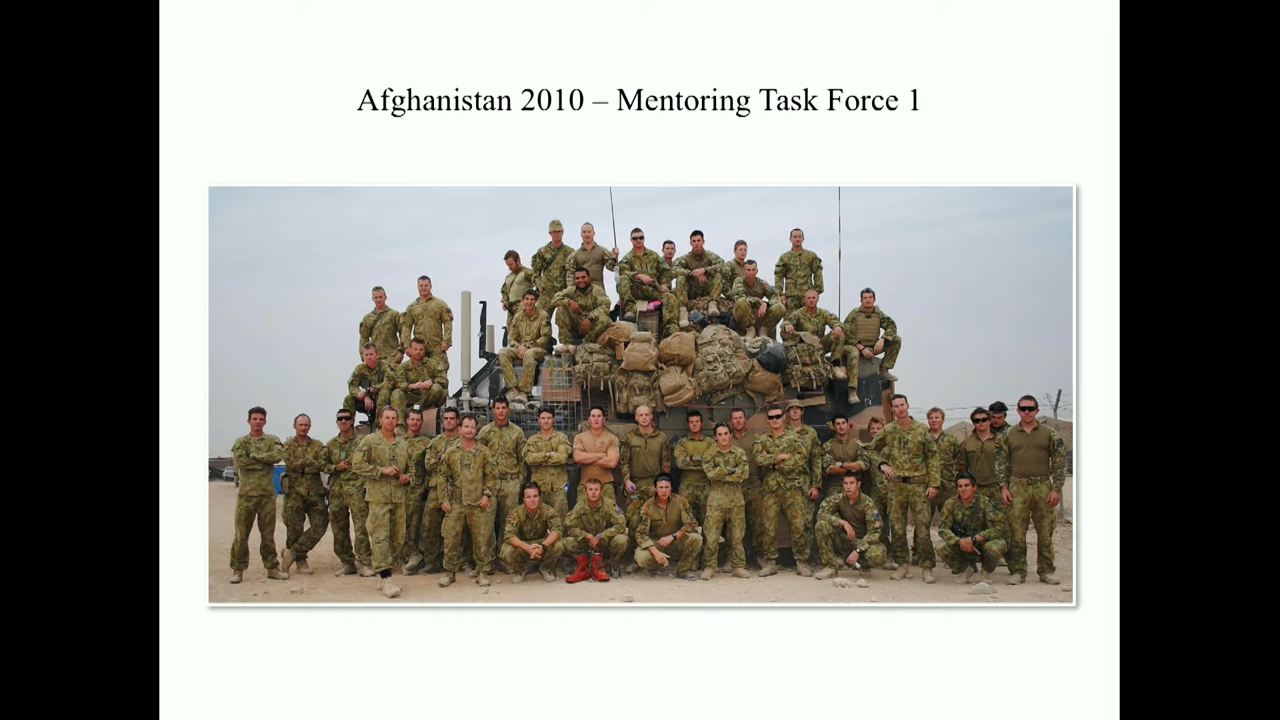 Afghanistan 2010 – Mentoring Task Force 1